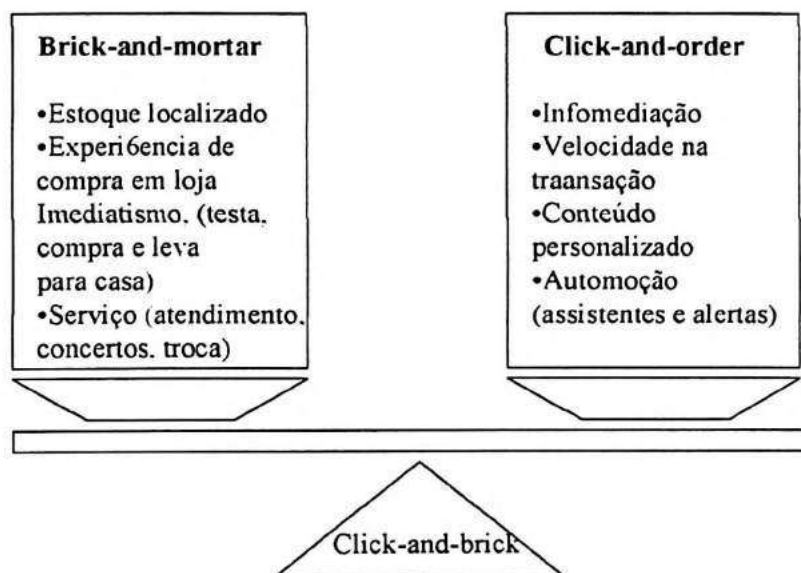 Brick-and-mortar
•Estoque localizado
•Experi6encia de
compra em loja
Imediatismo. (testa.
compra e leva
para casa)
•Serviço (atendimento.
concertos. troca)
Click-and-order
•Infomediação
•Velocidade na
traansação
•Conteúdo
personalizado
•Automoção
(assistentes e alertas)
Click-and-brick